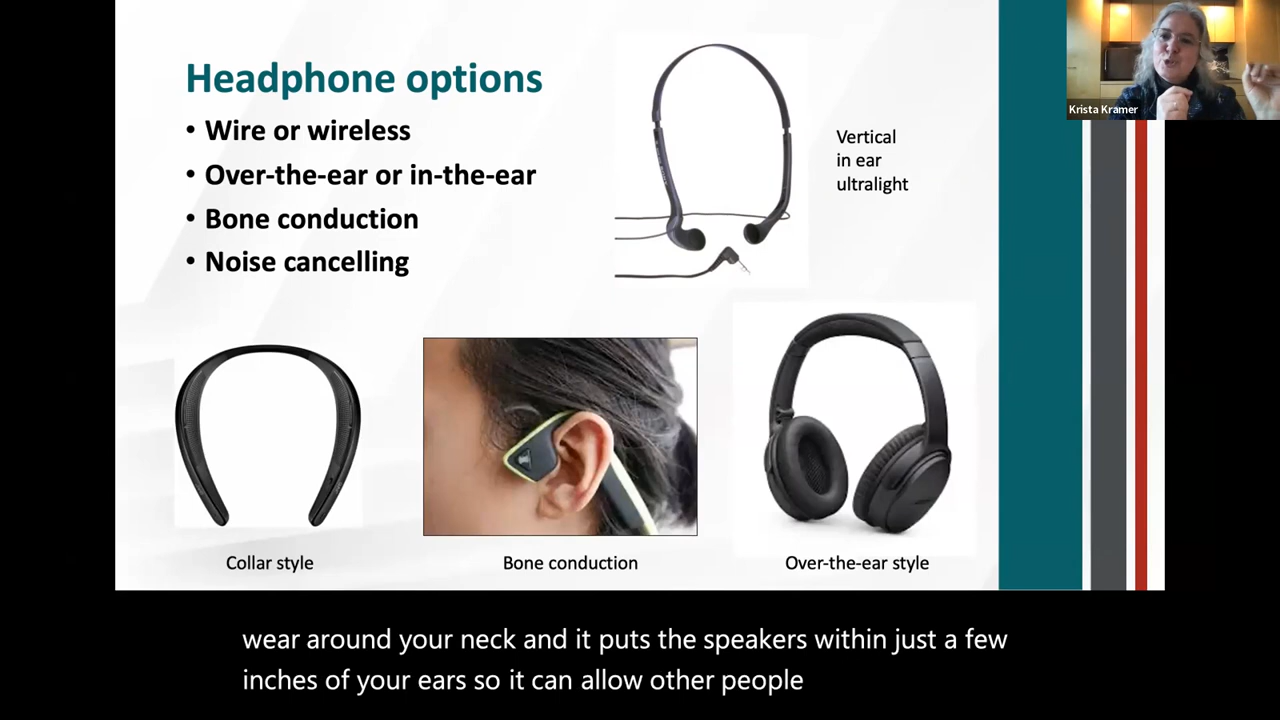 Headphone options
• Wire or wireless
• Over-the-ear or in-the-ear
• Bone conduction
• Noise cancelling
Vertical
in ear
ultralight
Krista Kramer
Collar style
Bone conduction
Over-the-ear style
wear around your neck and it puts the speakers within just a few
inches of your ears so it can allow other people